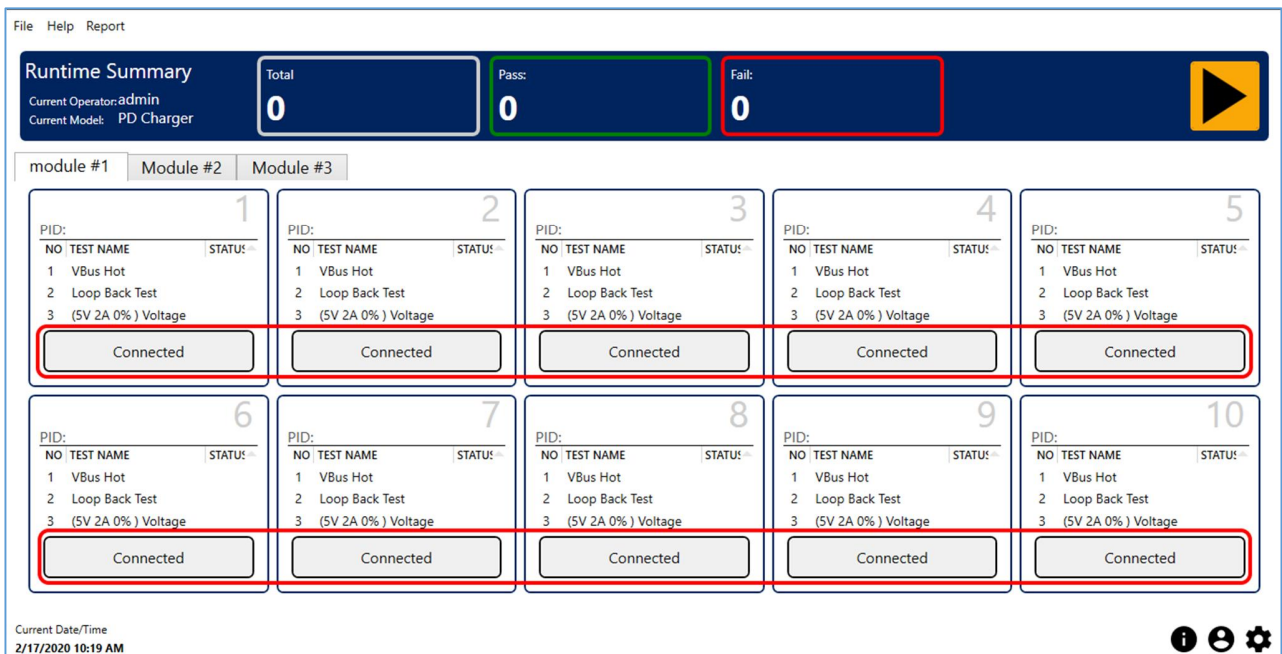 File Help Report
Runtime Summary
Current Operator: admin
Current Model: PD Charger
Total
0
Pass:
0
Fail:
0
module #1 Module #2 Module #3
1
PID:
NO TEST NAME STATUS
1 VBus Hot
2 Loop Back Test
3 (5V 2A 0% ) Voltage
Connected
2
PID:
NO TEST NAME STATUS
1 VBus Hot
2 Loop Back Test
3 (5V 2A 0% ) Voltage
Connected
3
PID:
NO TEST NAME STATUS
1 VBus Hot
2 Loop Back Test
3 (5V 2A 0% ) Voltage
Connected
4
PID:
NO TEST NAME STATUS
1 VBus Hot
2 Loop Back Test
3 (5V 2A 0% ) Voltage
Connected
5
PID:
NO TEST NAME STATUS
1 VBus Hot
2 Loop Back Test
3 (5V 2A 0% ) Voltage
Connected
6
PID:
NO TEST NAME STATUS
1 VBus Hot
2 Loop Back Test
3 (5V 2A 0% ) Voltage
Connected
7
PID:
NO TEST NAME STATUS
1 VBus Hot
2 Loop Back Test
3 (5V 2A 0% ) Voltage
Connected
8
PID:
NO TEST NAME STATUS
1 VBus Hot
2 Loop Back Test
3 (5V 2A 0% ) Voltage
Connected
9
PID:
NO TEST NAME STATUS
1 VBus Hot
2 Loop Back Test
3 (5V 2A 0% ) Voltage
Connected
10
PID:
NO TEST NAME STATUS
1 VBus Hot
2 Loop Back Test
3 (5V 2A 0% ) Voltage
Connected
Current Date/Time
2/17/2020 10:19 AM